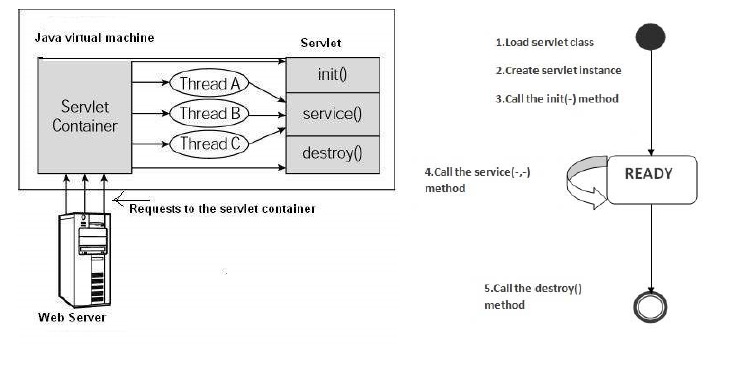 Java virtual machine
Servlet
Servlet
Container
Thread A
Thread B
Thread C
init()
service()
destroy()
Requests to the servlet container
Web Server
1.Load servlet class
2.Create servlet instance
3.Call the init(-) method
4.Call the service(-,-)
method
READY
5.Call the destroy()
method